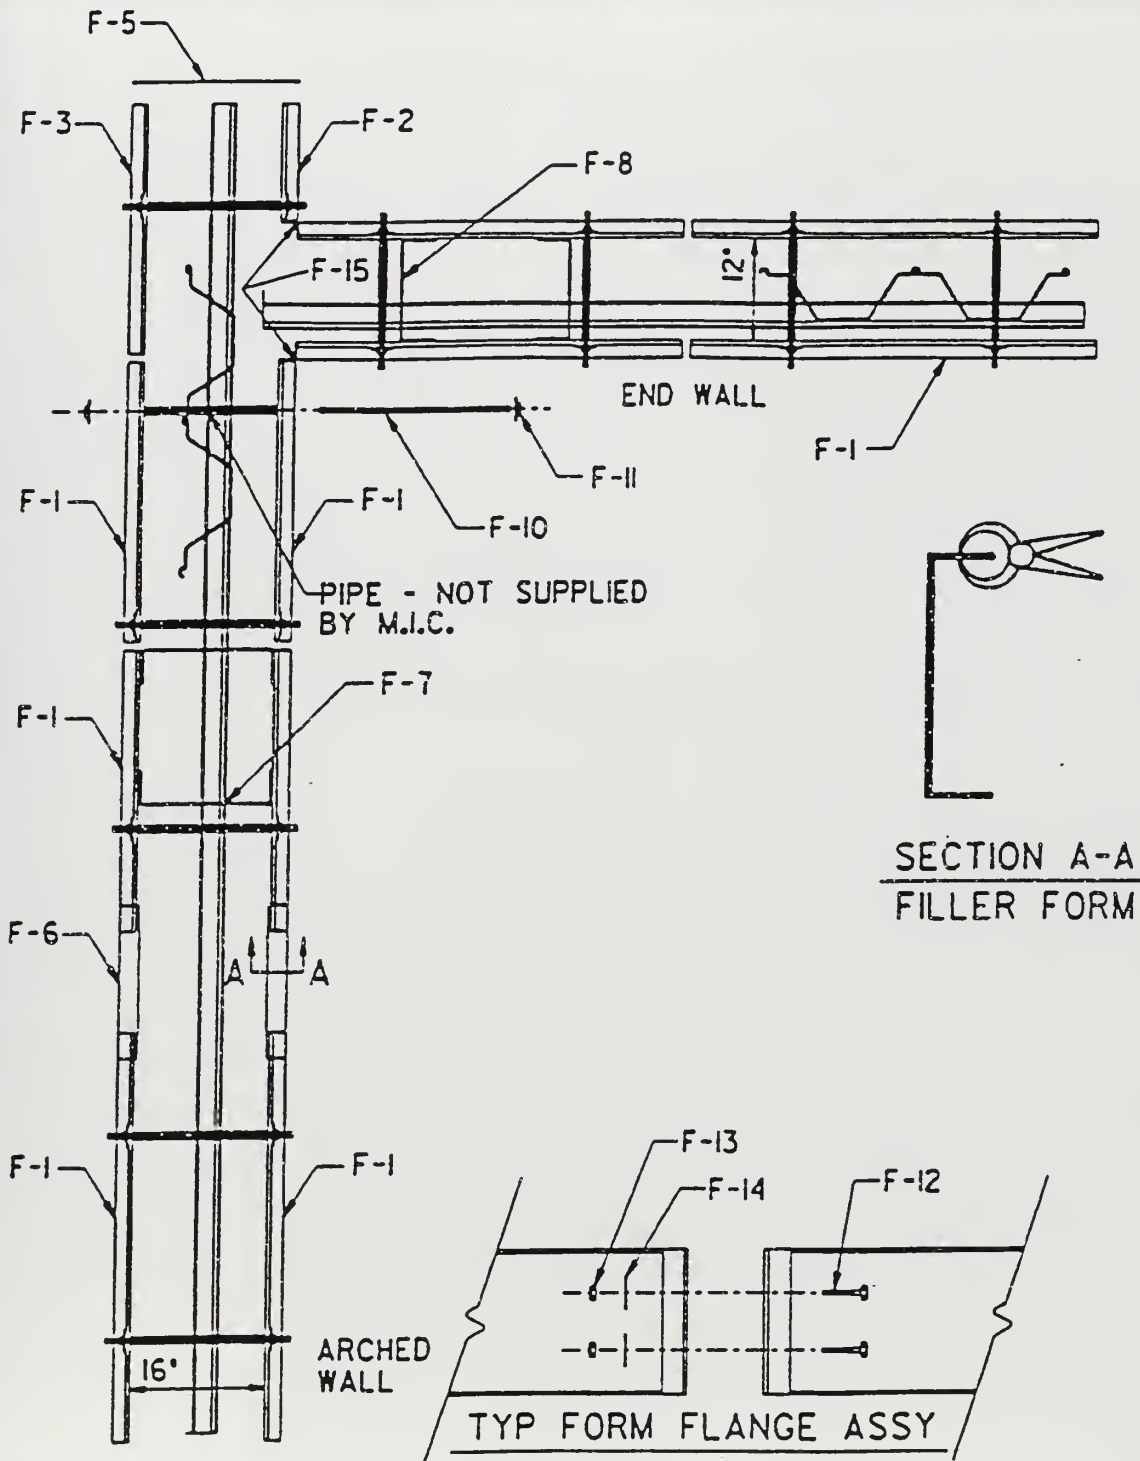 F-5
F-3
F-2
F-8
F-15
12"
END WALL
F-1
F-11
F-1
F-1
F-10
PIPE - NOT SUPPLIED
BY M.I.C.
F-7
F-1
SECTION A-A
FILLER FORM
F-6
A A
F-13
F-1
F-1
F-14
F-12
ARCHED
WALL
16"
TYP FORM FLANGE ASSY